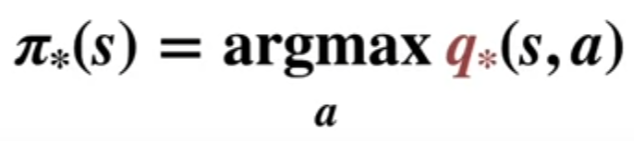 π∗(s) = argmax q∗(s, a)
a